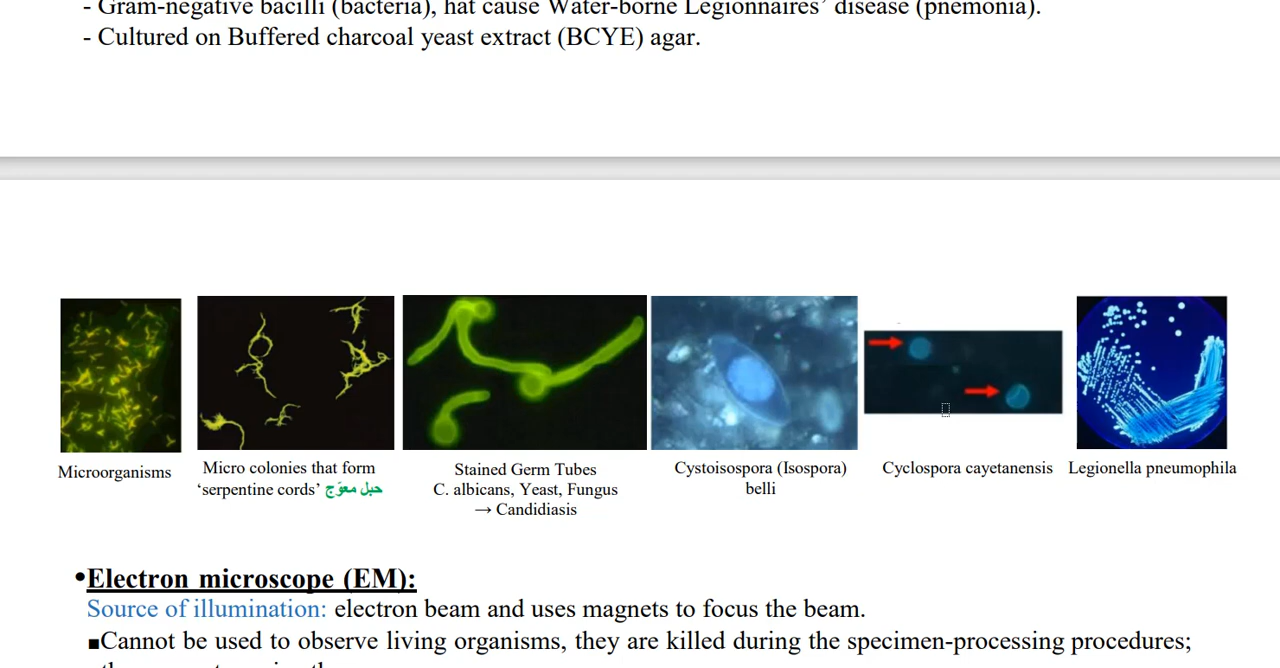 - Gram-negative bacilli (bacteria), hat cause Water-borne Legionnaires’ disease (pnemonia).
- Cultured on Buffered charcoal yeast extract (BCYE) agar.
Microorganisms
Micro colonies that form
‘serpentine cords’ حبل معوّج
Stained Germ Tubes
C. albicans, Yeast, Fungus
→ Candidiasis
Cystoisospora (Isospora)
belli
Cyclospora cayetanensis
Legionella pneumophila
•Electron microscope (EM):
Source of illumination: electron beam and uses magnets to focus the beam.
■Cannot be used to observe living organisms, they are killed during the specimen-processing procedures;